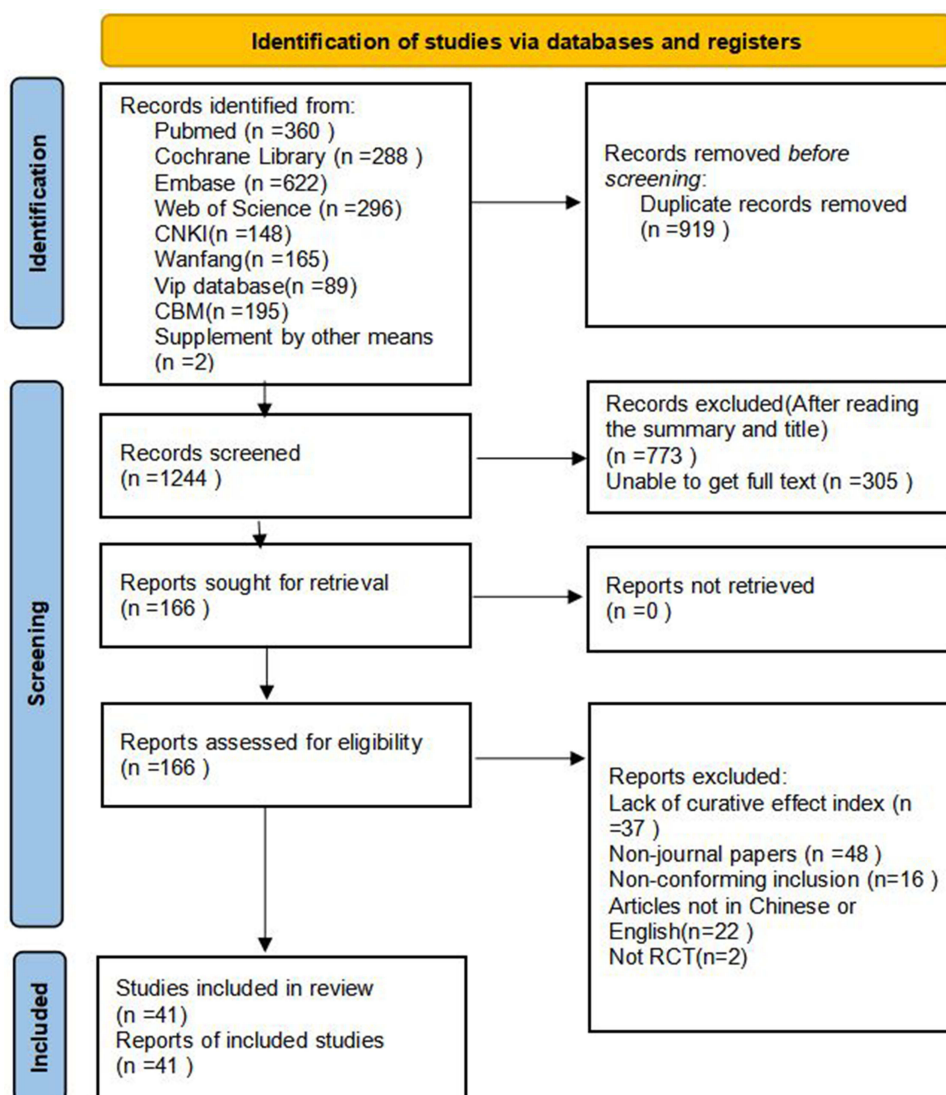 Identification of studies via databases and registers
Identification
Records identified from:
Pubmed (n =360 )
Cochrane Library (n =288 )
Embase (n =622)
Web of Science (n =296)
CNKI(n =148)
Wanfang(n =165)
Vip database(n =89)
CBM(n =195)
Supplement by other means
(n =2)
Records removed before
screening:
Duplicate records removed
(n =919 )
Screening
Records screened
(n =1244 )
Records excluded(After reading
the summary and title)
(n =773 )
Unable to get full text (n =305 )
Reports sought for retrieval
(n =166 )
Reports not retrieved
(n =0 )
Reports assessed for eligibility
(n =166 )
Reports excluded:
Lack of curative effect index (n
=37 )
Non-journal papers (n =48 )
Non-conforming inclusion (n=16 )
Articles not in Chinese or
English(n=22 )
Not RCT(n=2)
Included
Studies included in review
(n =41)
Reports of included studies
(n =41 )